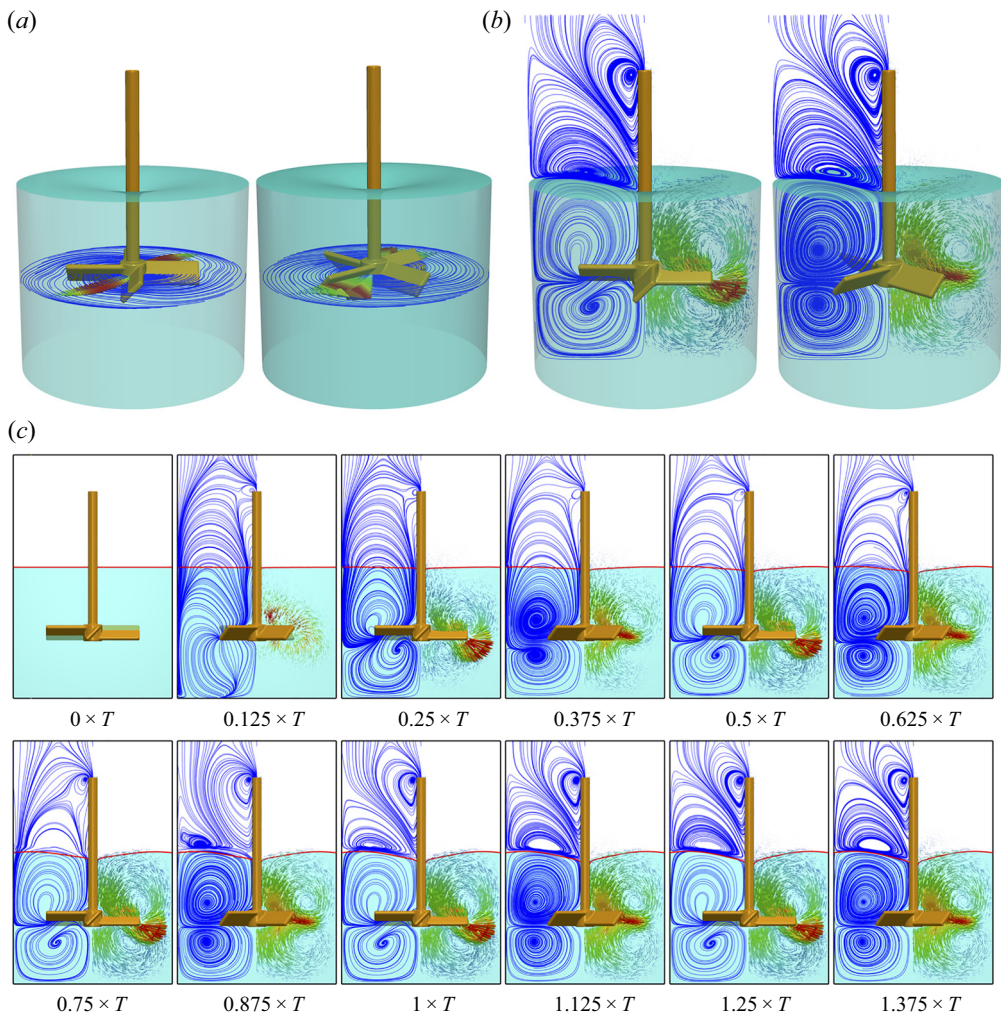 (a)
(b)
(c)
0 × T
0.125 × T
0.25 × T
0.375 × T
0.5 × T
0.625 × T
0.75 × T
0.875 × T
1 × T
1.125 × T
1.25 × T
1.375 × T